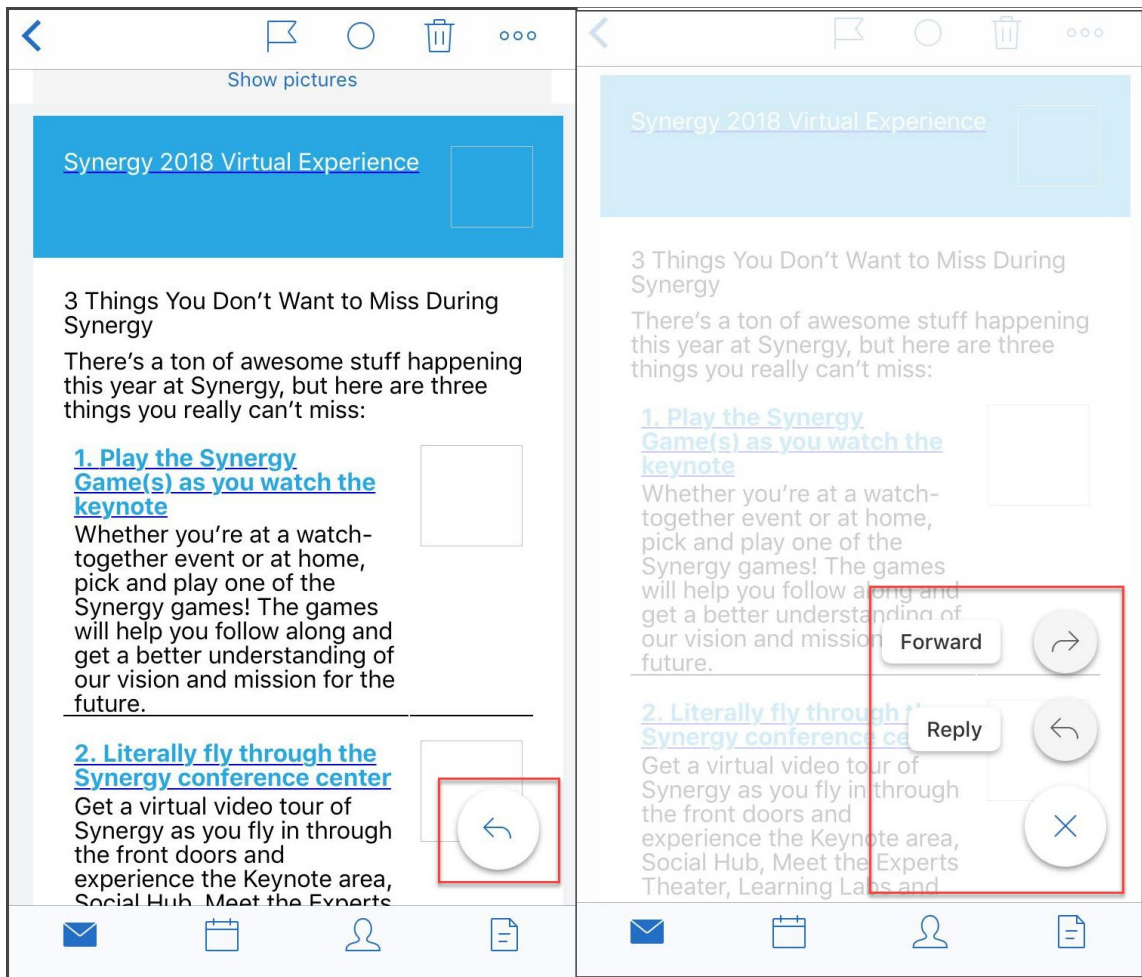 Show pictures
Synergy 2018 Virtual Experience
3 Things You Don't Want to Miss During
Synergy
There's a ton of awesome stuff happening
this year at Synergy, but here are three
things you really can't miss:
1. Play the Synergy
Game(s) as you watch the
keynote
Whether you're at a watch-
together event or at home,
pick and play one of the
Synergy games! The games
will help you follow along and
get a better understanding of
our vision and mission for the
future.
2. Literally fly through the
Synergy conference center
Get a virtual video tour of
Synergy as you fly in through
the front doors and
experience the Keynote area,
Social Hub, Meet the Experts
Synergy 2018 Virtual Experience
3 Things You Don't Want to Miss During
Synergy
There's a ton of awesome stuff happening
this year at Synergy, but here are three
things you really can't miss:
1. Play the Synergy
Game(s) as you watch the
keynote
Whether you're at a watch-
together event or at home,
pick and play one of the
Synergy games! The games
will help you follow along and
get a better understanding of
our vision and mission
future.
Forward
2. Literally fly through
Synergy conference
Reply
Get a virtual video tour of
Synergy as you fly in through
the front doors and
experience the Keynote area,
Social Hub, Meet the Experts
Theater, Learning Labs and